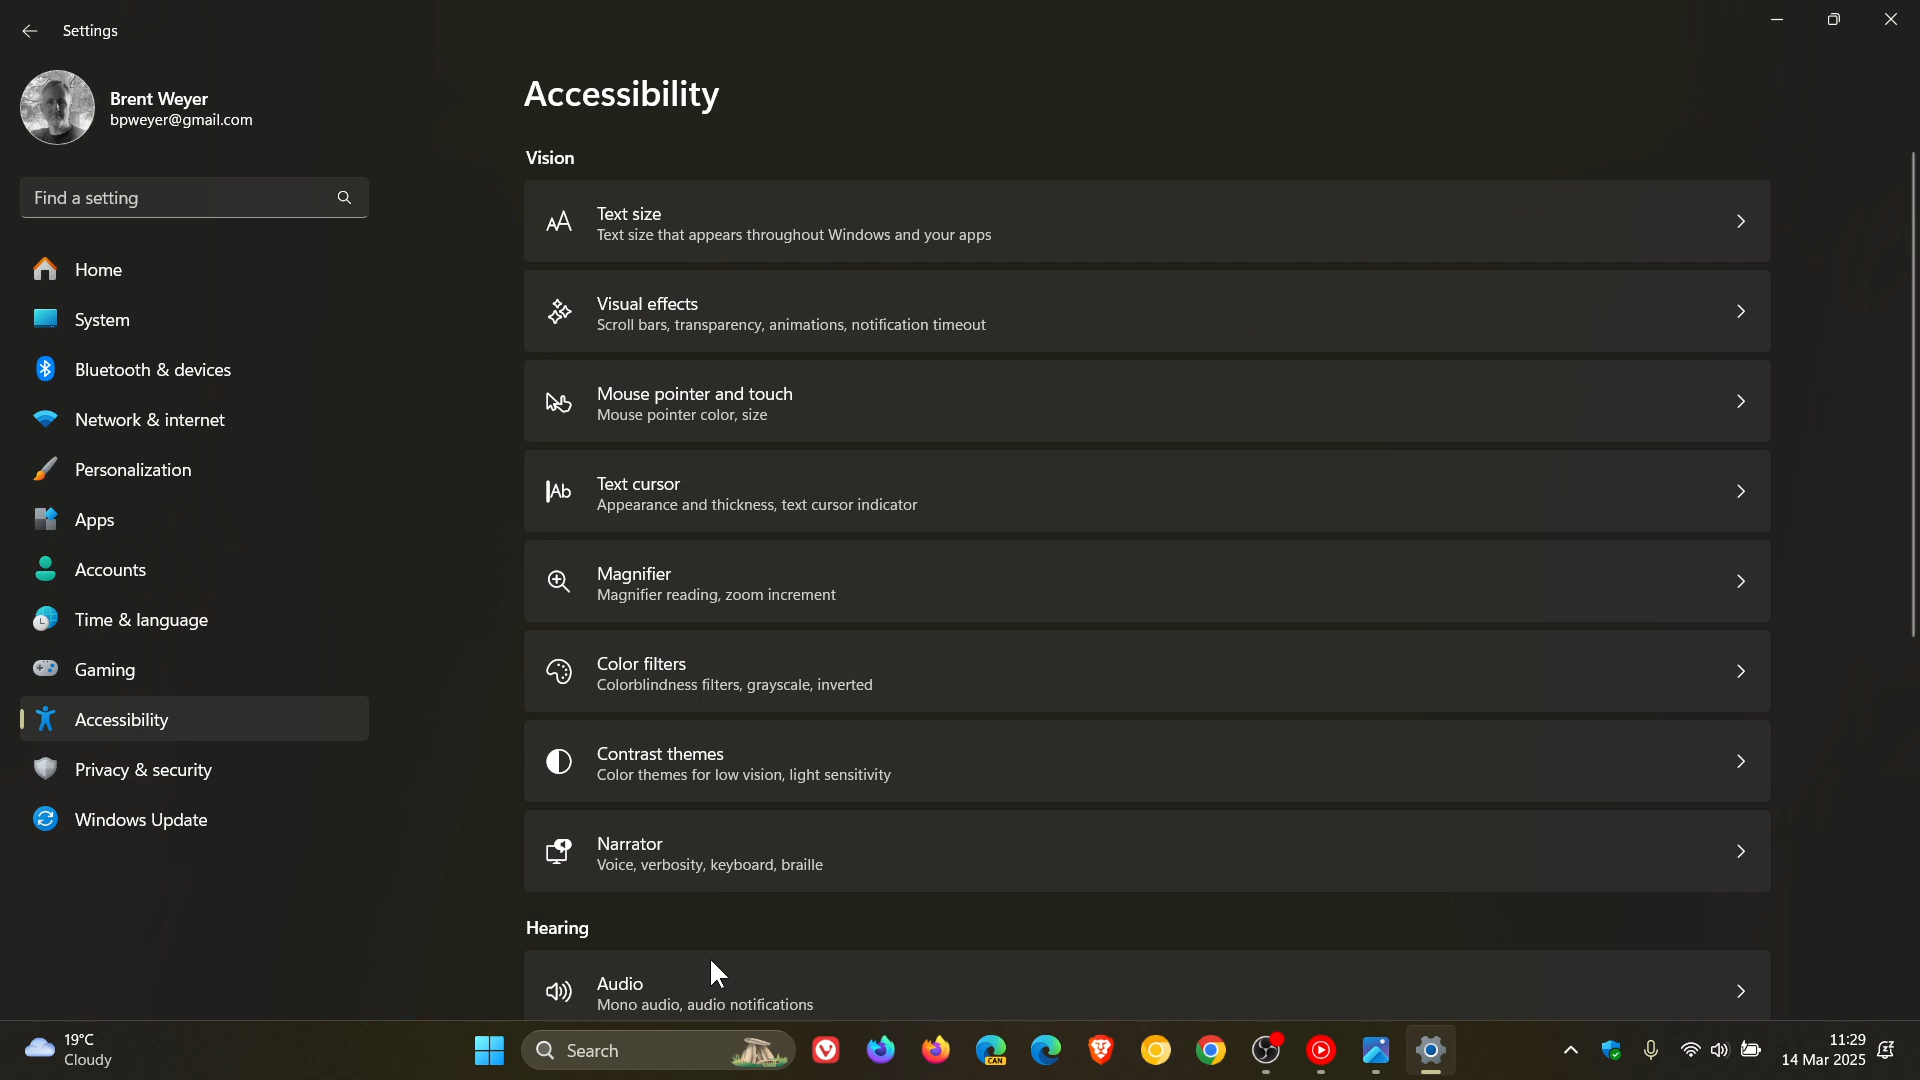 Settings
Brent Weyer
bpweyer@gmail.com
Find a setting
Home
System
Bluetooth & devices
Network & internet
Personalization
Apps
Accounts
Time & language
Gaming
Accessibility
Privacy & security
Windows Update
Accessibility
Vision
Text size
Text size that appears throughout Windows and your apps
Visual effects
Scroll bars, transparency, animations, notification timeout
Mouse pointer and touch
Mouse pointer color, size
Text cursor
Appearance and thickness, text cursor indicator
Magnifier
Magnifier reading, zoom increment
Color filters
Colorblindness filters, grayscale, inverted
Contrast themes
Color themes for low vision, light sensitivity
Narrator
Voice, verbosity, keyboard, braille
Hearing
Audio
Mono audio, audio notifications
19°C
Cloudy
Search
CAN
11:29
14 Mar 2025